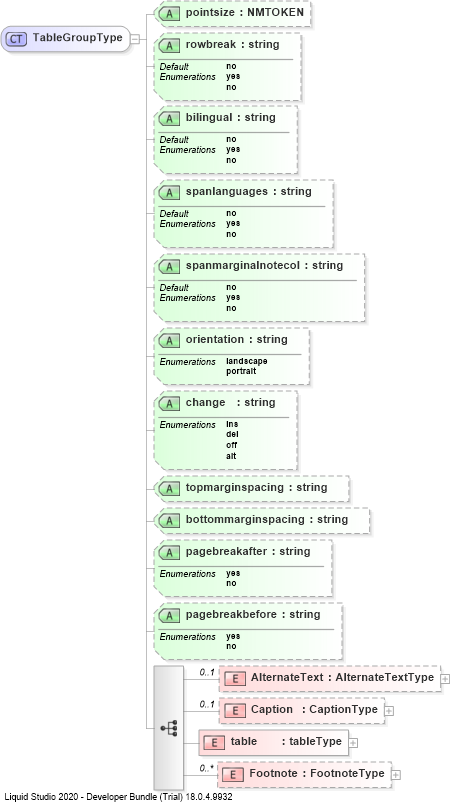 A pointsize : NMTOKEN
CT TableGroupType
A rowbreak : string
Default no
Enumerations yes
no
A bilingual : string
Default no
Enumerations yes
no
A spanlanguages : string
Default no
Enumerations yes
no
A spanmarginalnotecol : string
Default no
Enumerations yes
no
A orientation : string
Enumerations landscape
portrait
A change : string
Enumerations ins
del
off
alt
A topmarginspacing : string
A bottommarginspacing : string
A pagebreakafter : string
Enumerations yes
no
A pagebreakbefore : string
Enumerations yes
no
0..1
E AlternateText : AlternateTextType
0..1
E Caption : CaptionType
E table : tableType
0..*
E Footnote : FootnoteType
Liquid Studio 2020 - Developer Bundle (Trial) 18.0.4.9932